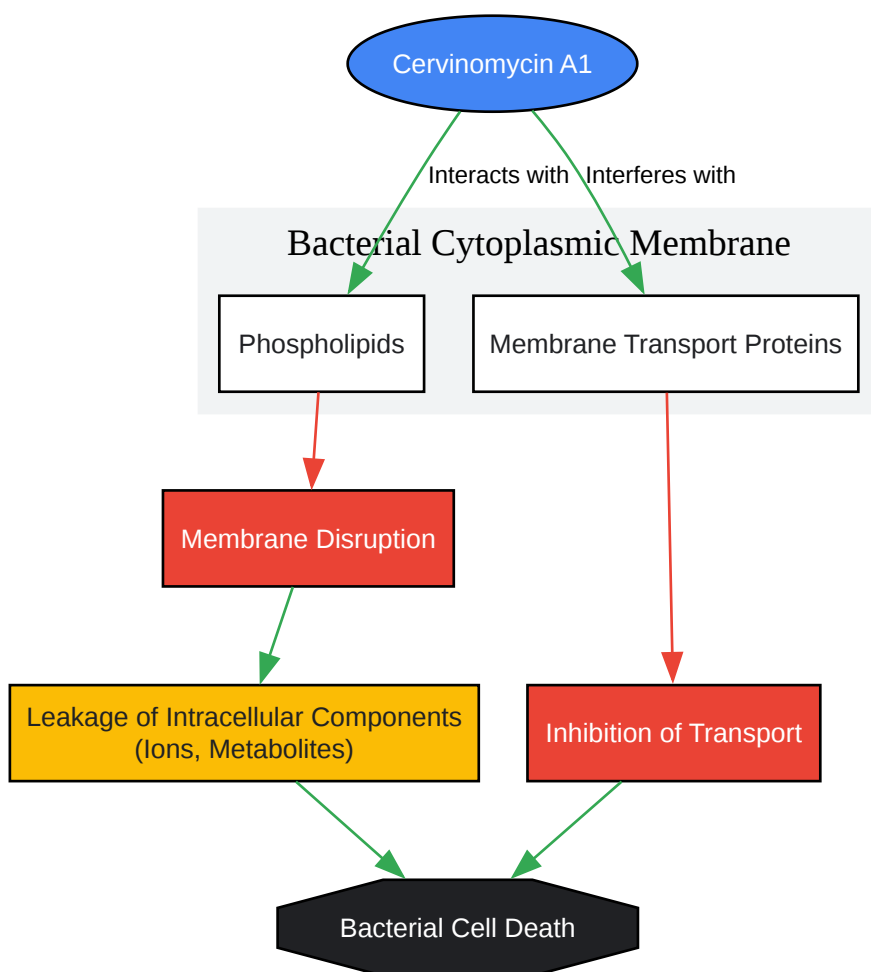 Cervinomycin A1
Interacts with
Interferes with
Bacterial Cytoplasmic Membrane
Phospholipids
Membrane Transport Proteins
Membrane Disruption
Leakage of Intracellular Components
(Ions, Metabolites)
Inhibition of Transport
Bacterial Cell Death